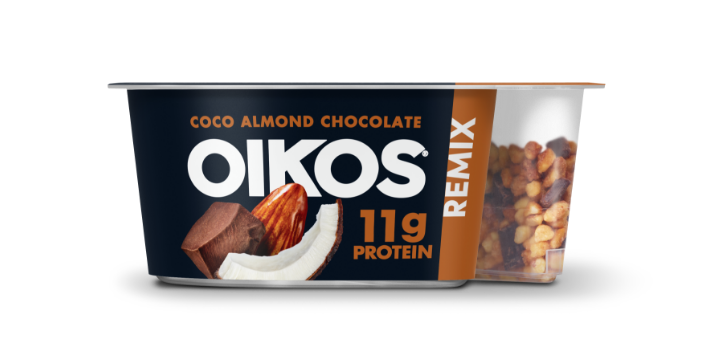 COCO ALMOND CHOCOLATE
OIKOS®
11g
PROTEIN
REMIX